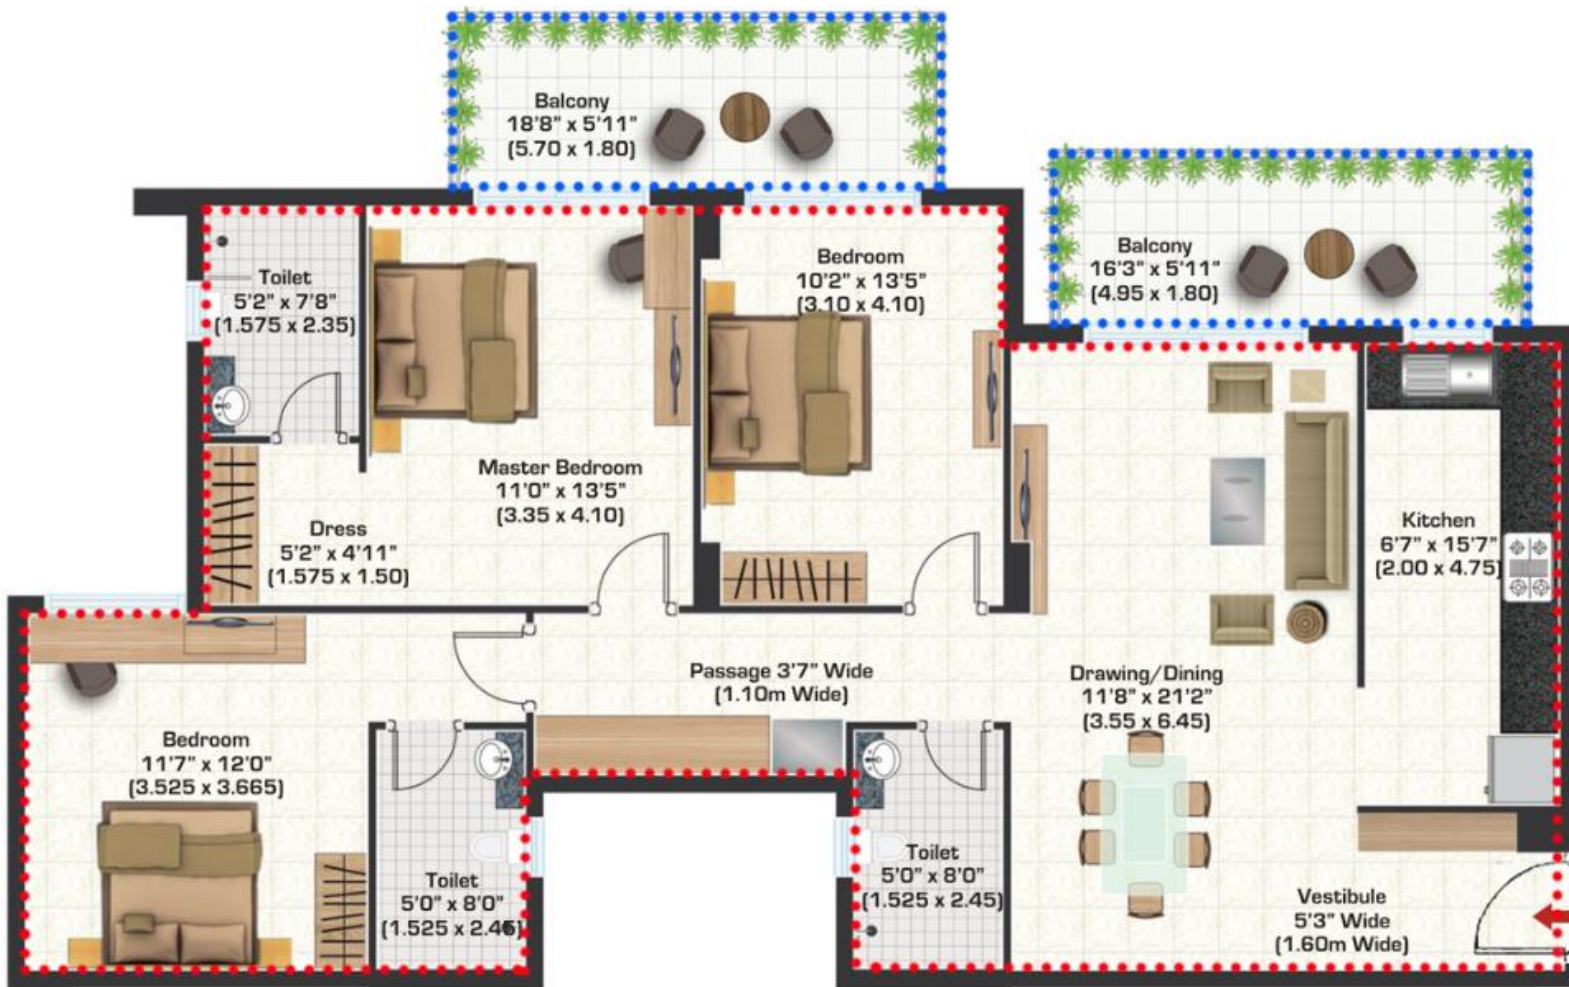 Balcony
18'8" x 5'11"
(5.70 x 1.80)
Balcony
16'3" x 5'11"
(4.95 x 1.80)
Toilet
5'2" x 7'8"
(1.575 x 2.35)
Bedroom
10'2" x 13'5"
(3.10 x 4.10)
Master Bedroom
11'0" x 13'5"
(3.35 x 4.10)
Dress
5'2" x 4'11"
(1.575 x 1.50)
Kitchen
6'7" x 15'7"
(2.00 x 4.75)
Passage 3'7" Wide
(1.10m Wide)
Drawing/Dining
11'8" x 21'2"
(3.55 x 6.45)
Bedroom
11'7" x 12'0"
(3.525 x 3.665)
Toilet
5'0" x 8'0"
(1.525 x 2.45)
Toilet
5'0" x 8'0"
(1.525 x 2.45)
Vestibule
5'3" Wide
(1.60m Wide)